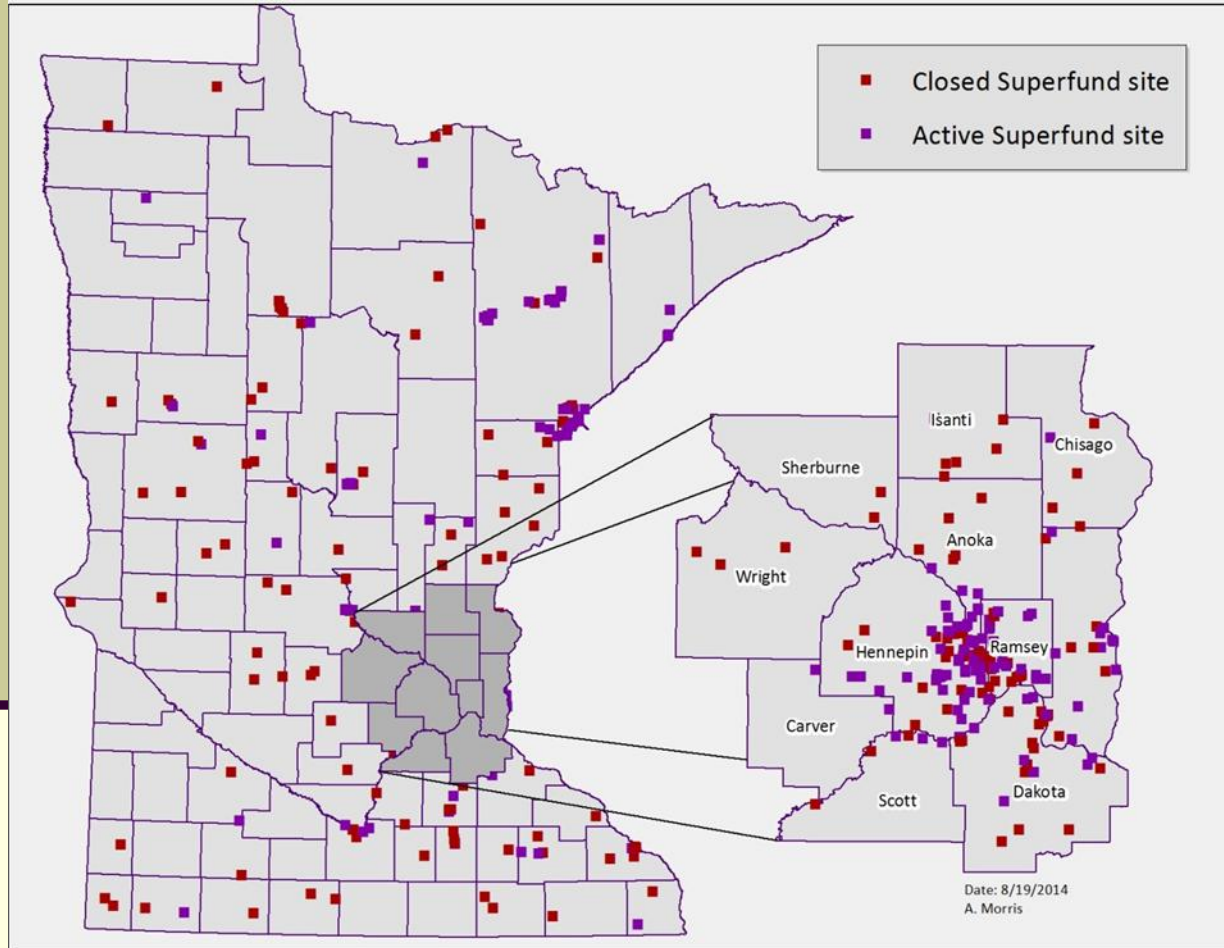 Closed Superfund site
Active Superfund site
Isanti
Chisago
Sherburne
Anoka
Wright
Hennepin
Ramsey
Carver
Scott
Dakota
Date: 8/19/2014
A. Morris